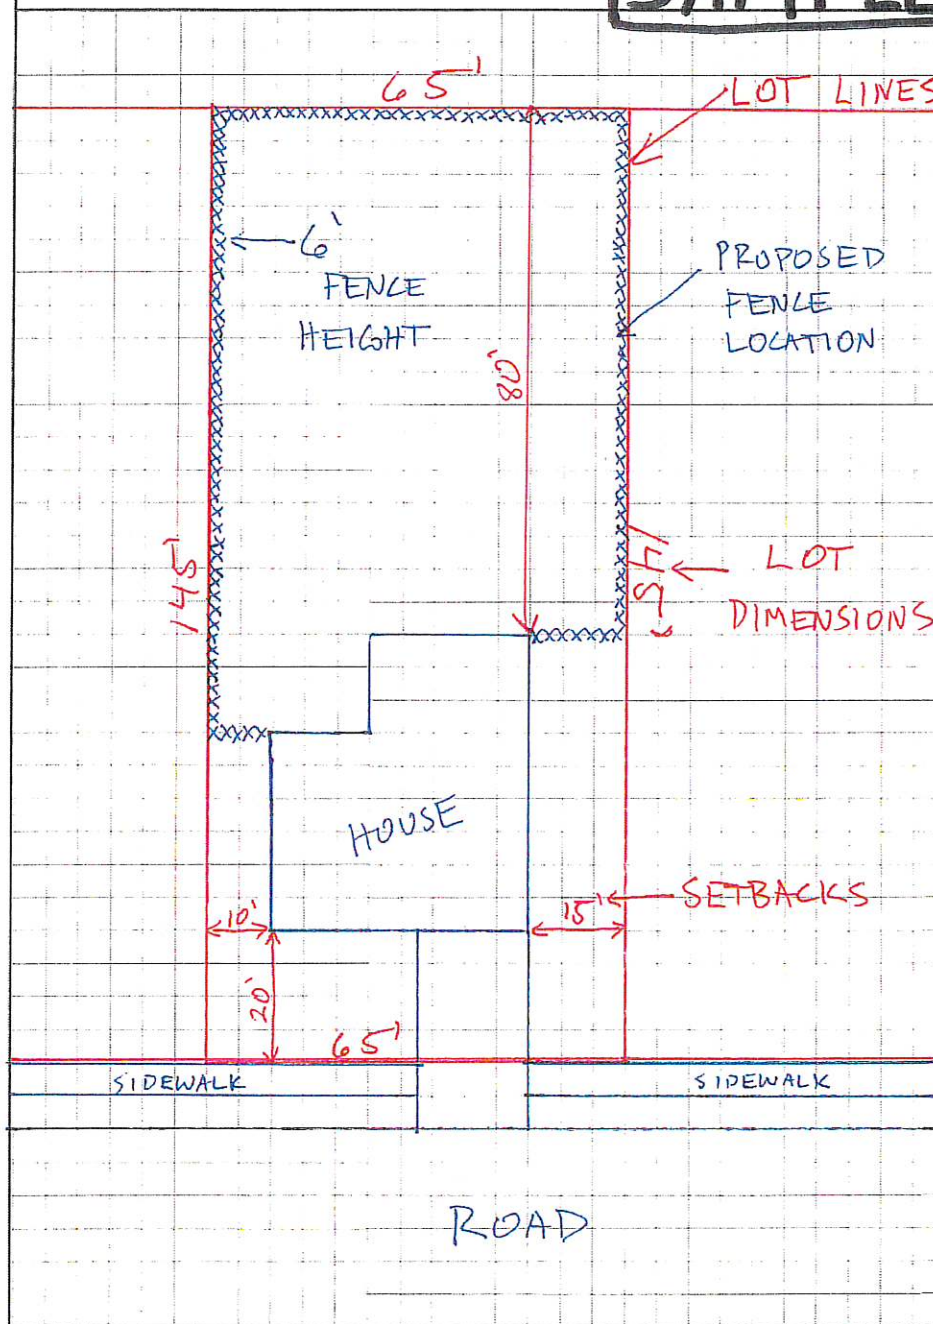 65'
LOT LINES
6'
FENCE
HEIGHT
PROPOSED
FENCE
LOCATION
80'
145'
145'
LOT
DIMENSIONS
HOUSE
SETBACKS
10'
15'
20'
65'
SIDEWALK
SIDEWALK
ROAD